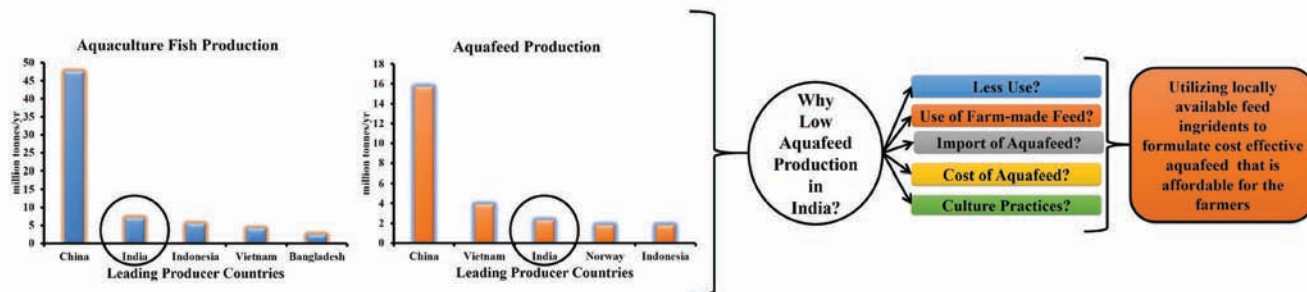 Aquaculture Fish Production
50
45
40
35
30
25
20
15
10
5
0
million tonnes/yr
China
India
Indonesia
Vietnam
Bangladesh
Leading Producer Countries
Aquafeed Production
18
16
14
12
10
8
6
4
2
0
million tonnes/yr
China
Vietnam
India
Norway
Indonesia
Leading Producer Countries
Why
Low
Aquafeed
Production
in
India?
Less Use?
Use of Farm-made Feed?
Import of Aquafeed?
Cost of Aquafeed?
Culture Practices?
Utilizing locally
available feed
ingridents to
formulate cost effective
aquafeed that is
affordable for the
farmers